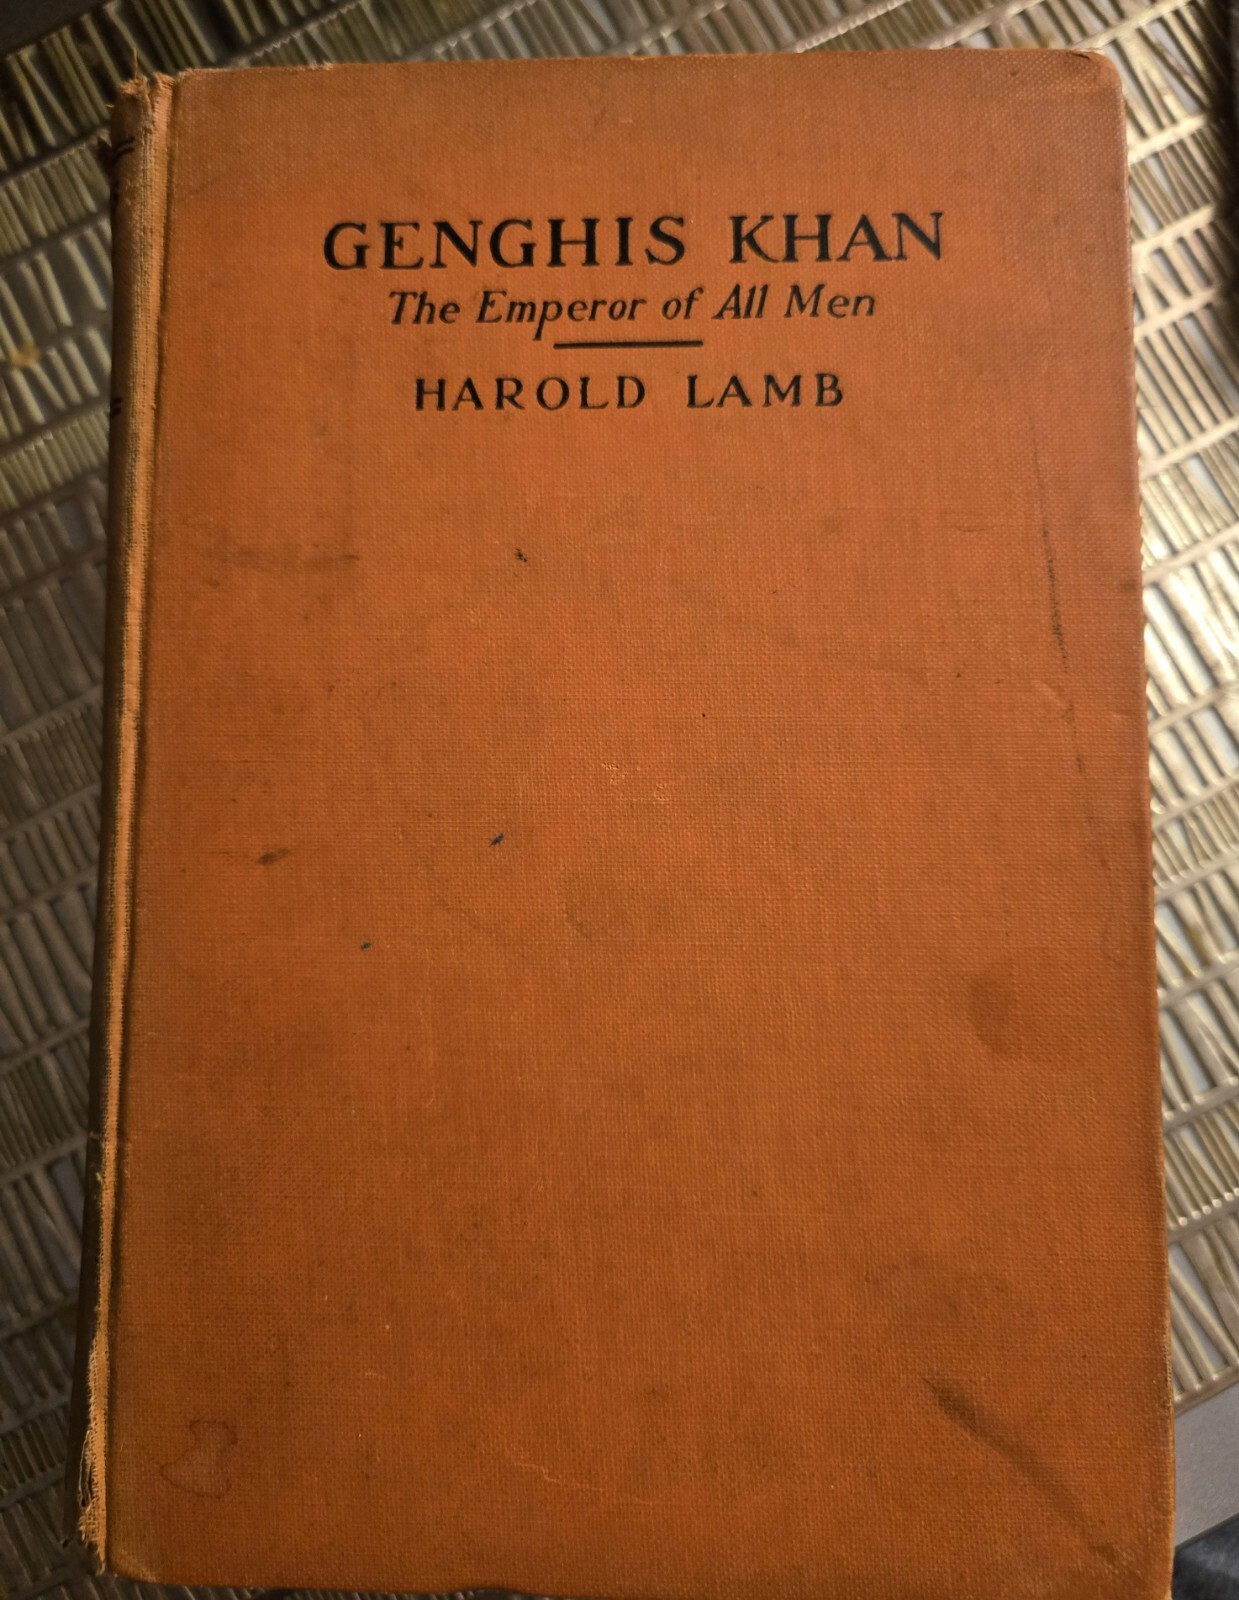 GENGHIS KHAN
The Emperor of All Men
HAROLD LAMB